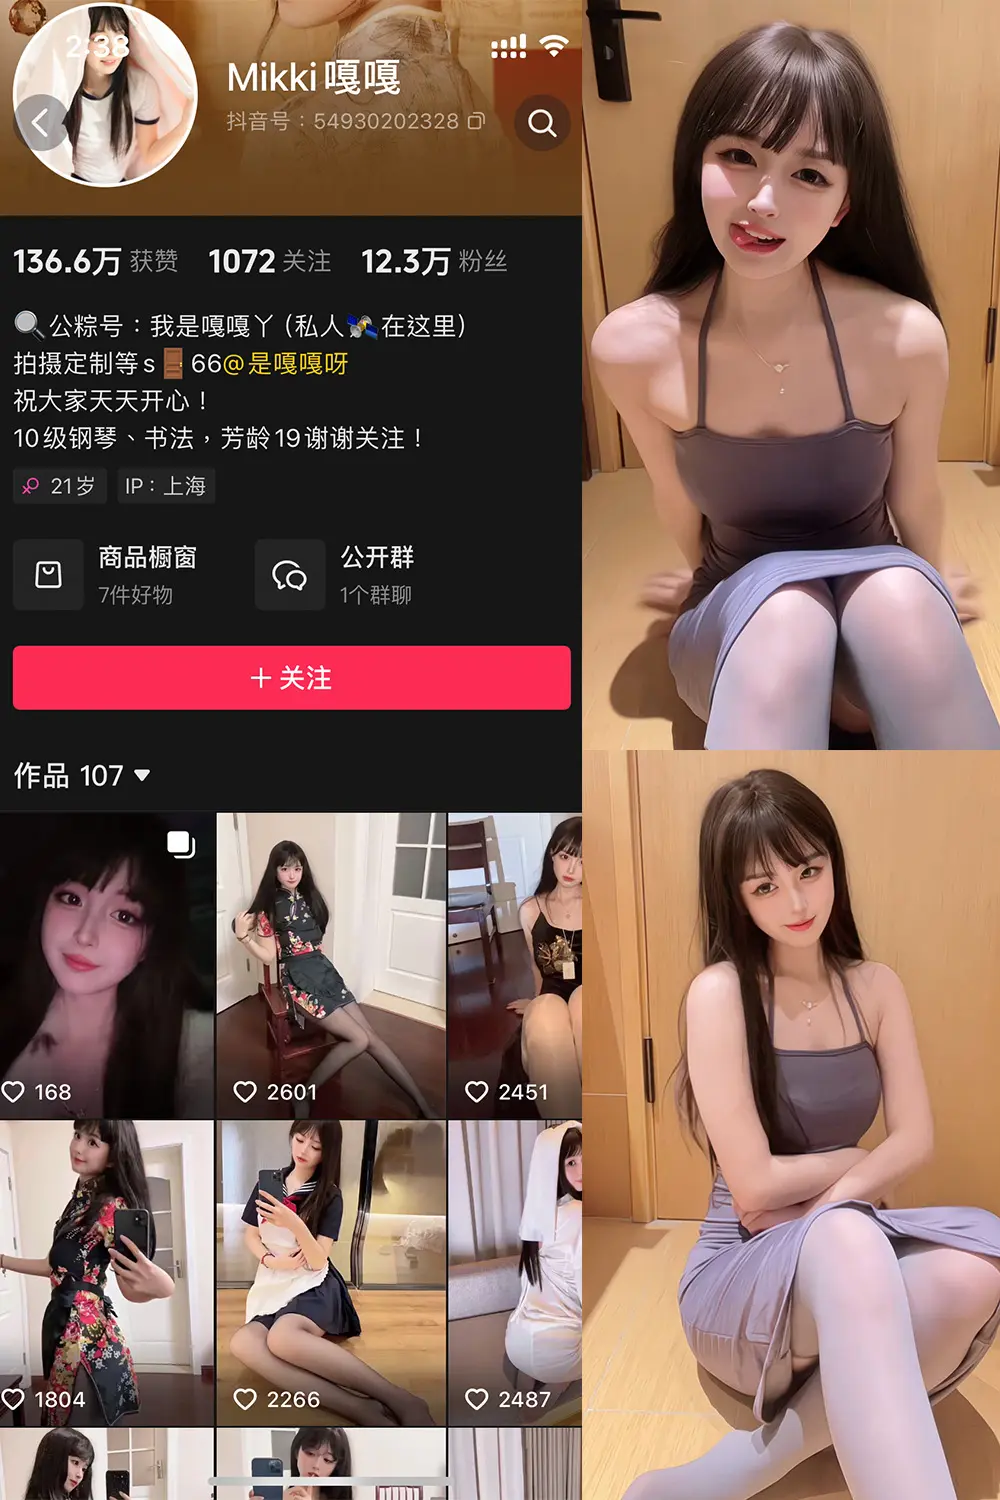 2:38
Mikki嘎嘎
抖音号：54930202328
136.6万 获赞 1072 关注 12.3万 粉丝
公粽号：我是嘎嘎丫 (私人🛰在这里)
拍摄定制等s🚪66@是嘎嘎呀
祝大家天天开心！
10级钢琴、书法，芳龄19谢谢关注！
21岁 IP：上海
商品橱窗 公开群
7件好物 1个群聊
＋关注
作品 107
168 2601 2451
1804 2266 2487